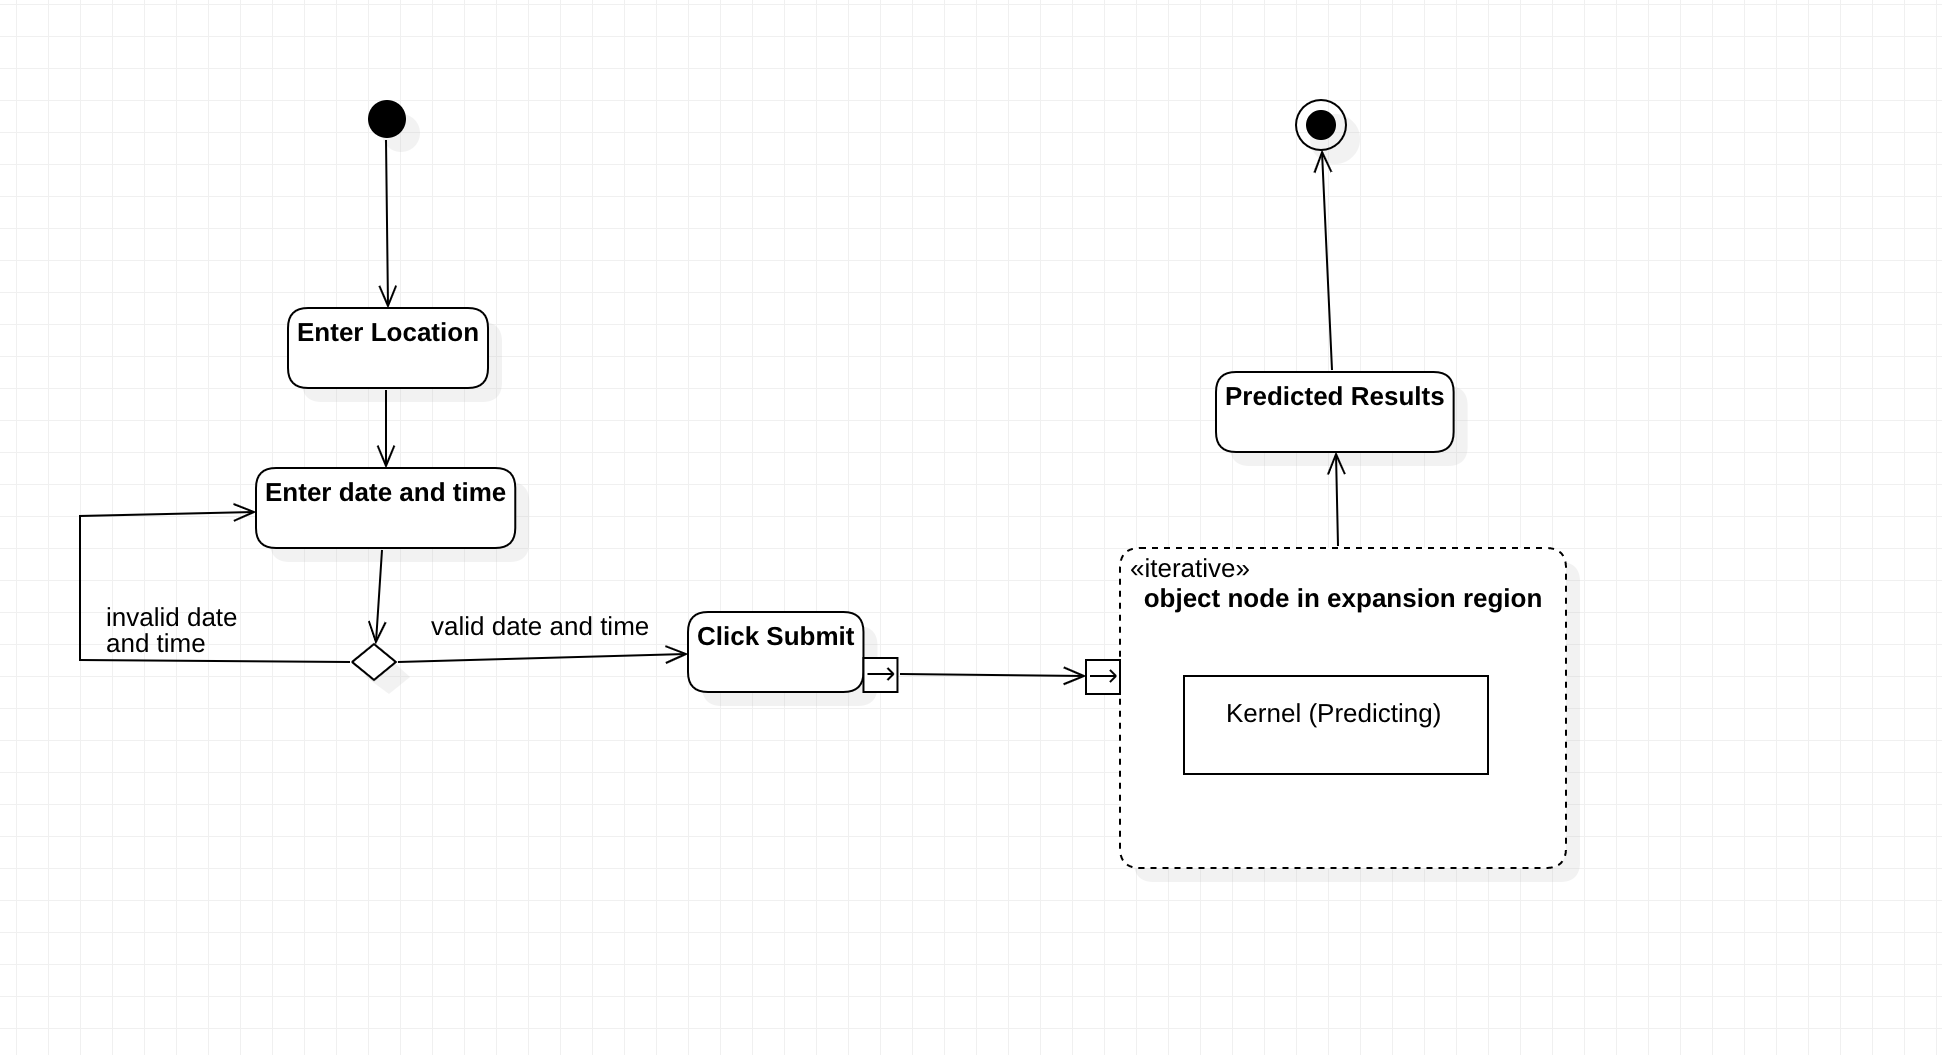 Enter Location
Enter date and time
invalid date
and time
valid date and time
Click Submit
Predicted Results
«iterative»
object node in expansion region
Kernel (Predicting)